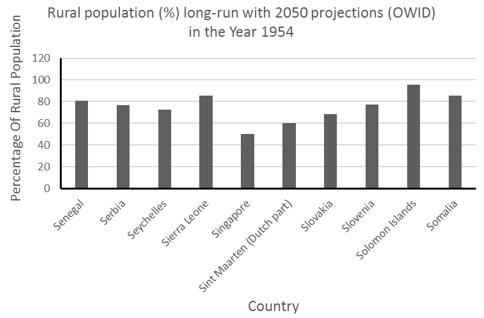 Rural population (%) long-run with 2050 projections (OWID)
in the Year 1954
Percentage Of Rural Population
120
100
80
60
40
20
0
Senegal
Serbia
Seychelles
Sierra Leone
Singapore
Sint Maarten (Dutch part)
Slovakia
Slovenia
Solomon Islands
Somalia
Country